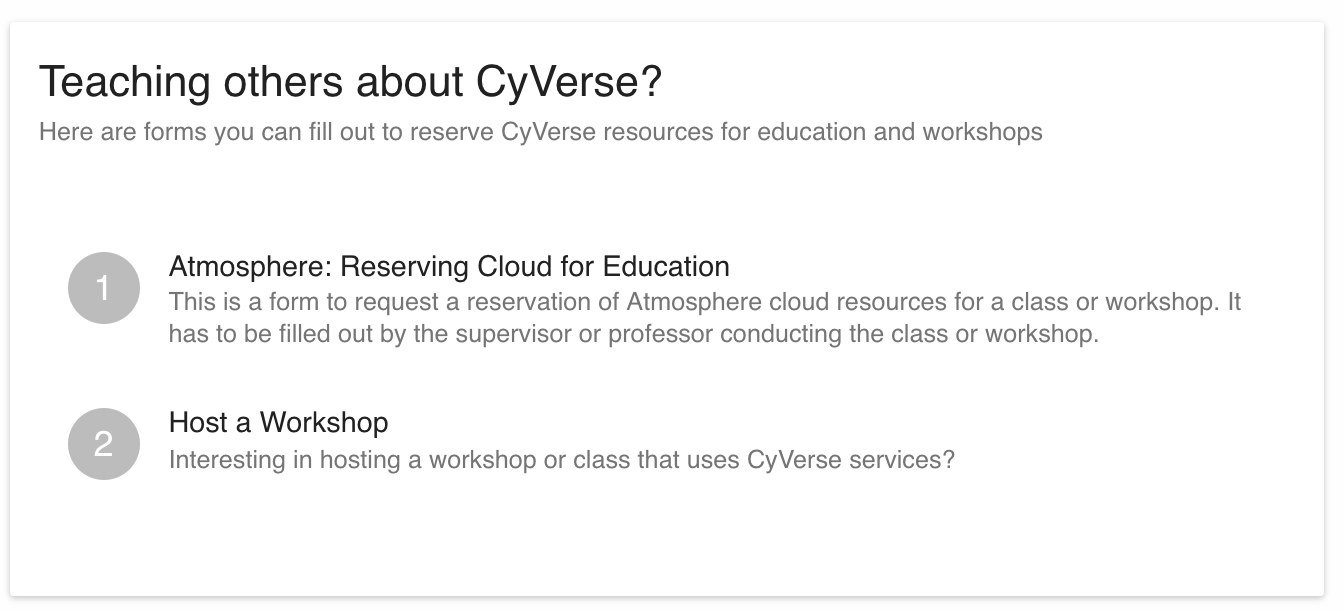 Teaching others about CyVerse?
Here are forms you can fill out to reserve CyVerse resources for education and workshops
1
Atmosphere: Reserving Cloud for Education
This is a form to request a reservation of Atmosphere cloud resources for a class or workshop. It
has to be filled out by the supervisor or professor conducting the class or workshop.
2
Host a Workshop
Interesting in hosting a workshop or class that uses CyVerse services?